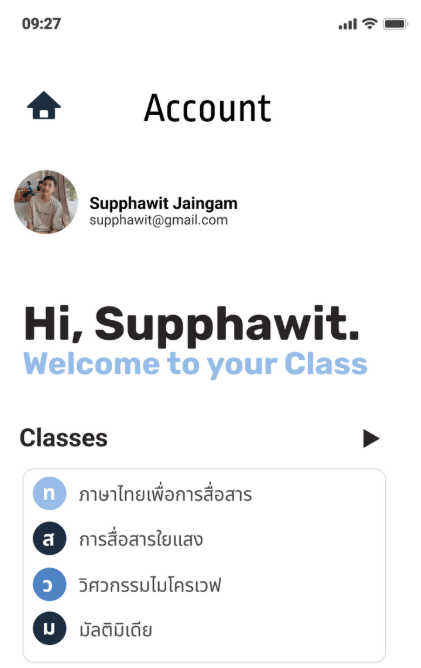 09:27
Account
Supphawit Jaingam
supphawit@gmail.com
Hi, Supphawit.
Welcome to your Class
Classes
ท ภาษาไทยเพื่อการสื่อสาร
ส การสื่อสารใยแสง
ว วิศวกรรมไมโครเวฟ
ม มัลติมิเดีย